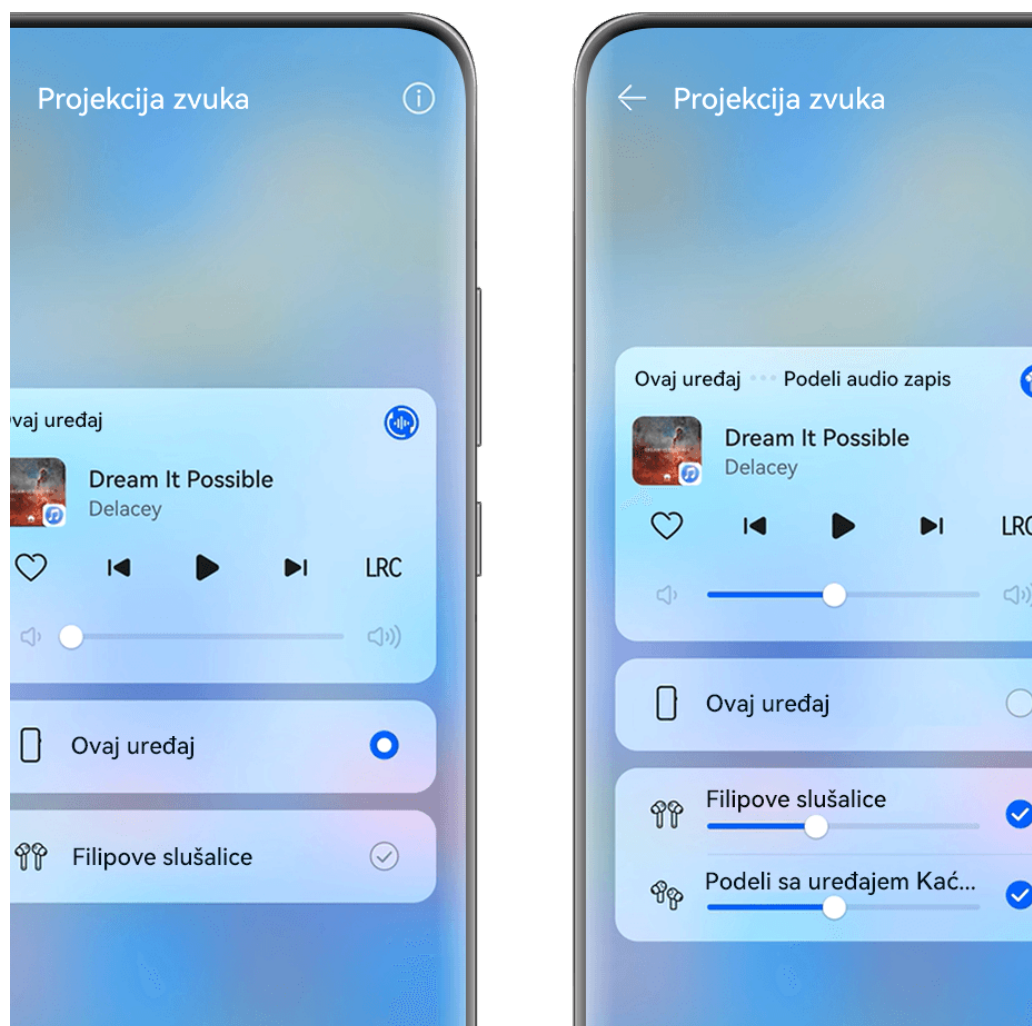 Projekcija zvuka
uređaj
Dream It Possible
Delacey
LRC
Ovaj uređaj
Filipove slušalice
Projekcija zvuka
Ovaj uređaj ••• Podeli audio zapis
Dream It Possible
Delacey
LRC
Ovaj uređaj
Filipove slušalice
Podeli sa uređajem Kać...